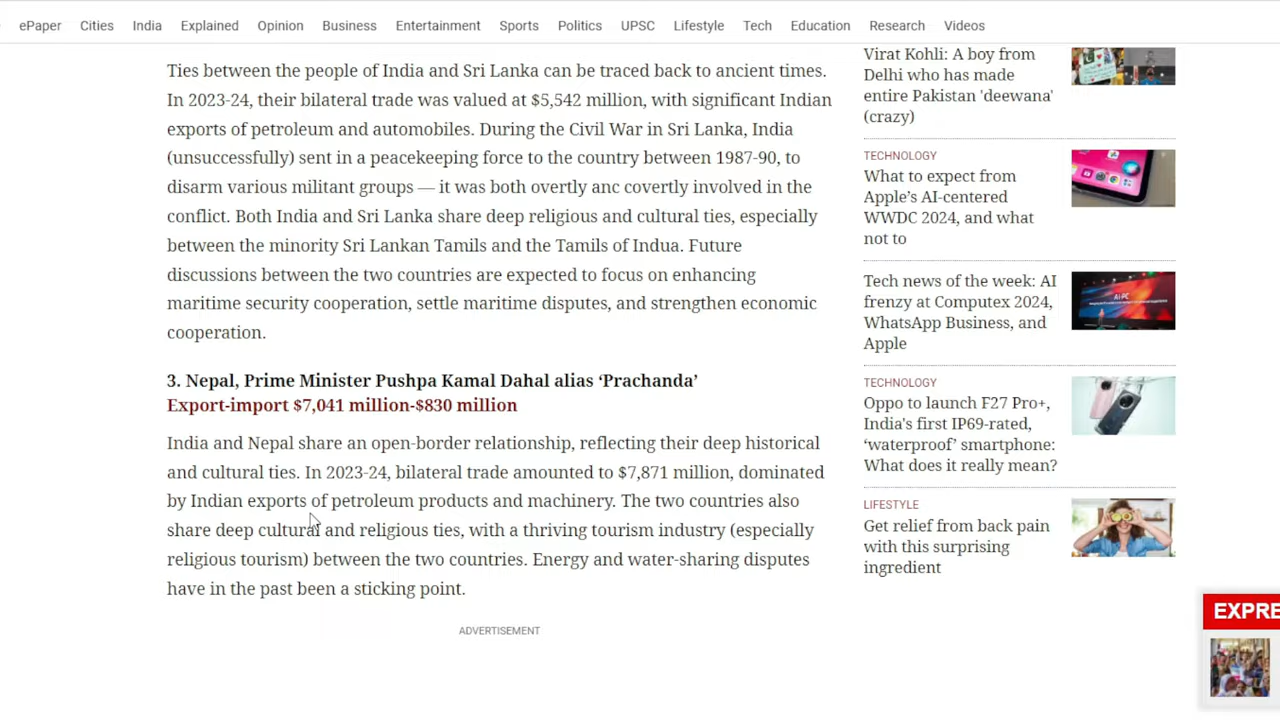 ePaper Cities India Explained Opinion Business Entertainment Sports Politics UPSC Lifestyle Tech Education Research Videos
Ties between the people of India and Sri Lanka can be traced back to ancient times.
In 2023-24, their bilateral trade was valued at $5,542 million, with significant Indian
exports of petroleum and automobiles. During the Civil War in Sri Lanka, India
(unsuccessfully) sent in a peacekeeping force to the country between 1987-90, to
disarm various militant groups — it was both overtly anc covertly involved in the
conflict. Both India and Sri Lanka share deep religious and cultural ties, especially
between the minority Sri Lankan Tamils and the Tamils of Indua. Future
discussions between the two countries are expected to focus on enhancing
maritime security cooperation, settle maritime disputes, and strengthen economic
cooperation.
3. Nepal, Prime Minister Pushpa Kamal Dahal alias ‘Prachanda’
Export-import $7,041 million-$830 million
India and Nepal share an open-border relationship, reflecting their deep historical
and cultural ties. In 2023-24, bilateral trade amounted to $7,871 million, dominated
by Indian exports of petroleum products and machinery. The two countries also
share deep cultural and religious ties, with a thriving tourism industry (especially
religious tourism) between the two countries. Energy and water-sharing disputes
have in the past been a sticking point.
ADVERTISEMENT
Virat Kohli: A boy from
Delhi who has made
entire Pakistan 'deewana'
(crazy)
TECHNOLOGY
What to expect from
Apple’s AI-centered
WWDC 2024, and what
not to
Tech news of the week: AI
frenzy at Computex 2024,
WhatsApp Business, and
Apple
AI PC
TECHNOLOGY
Oppo to launch F27 Pro+,
India's first IP69-rated,
‘waterproof’ smartphone:
What does it really mean?
LIFESTYLE
Get relief from back pain
with this surprising
ingredient
EXPRE